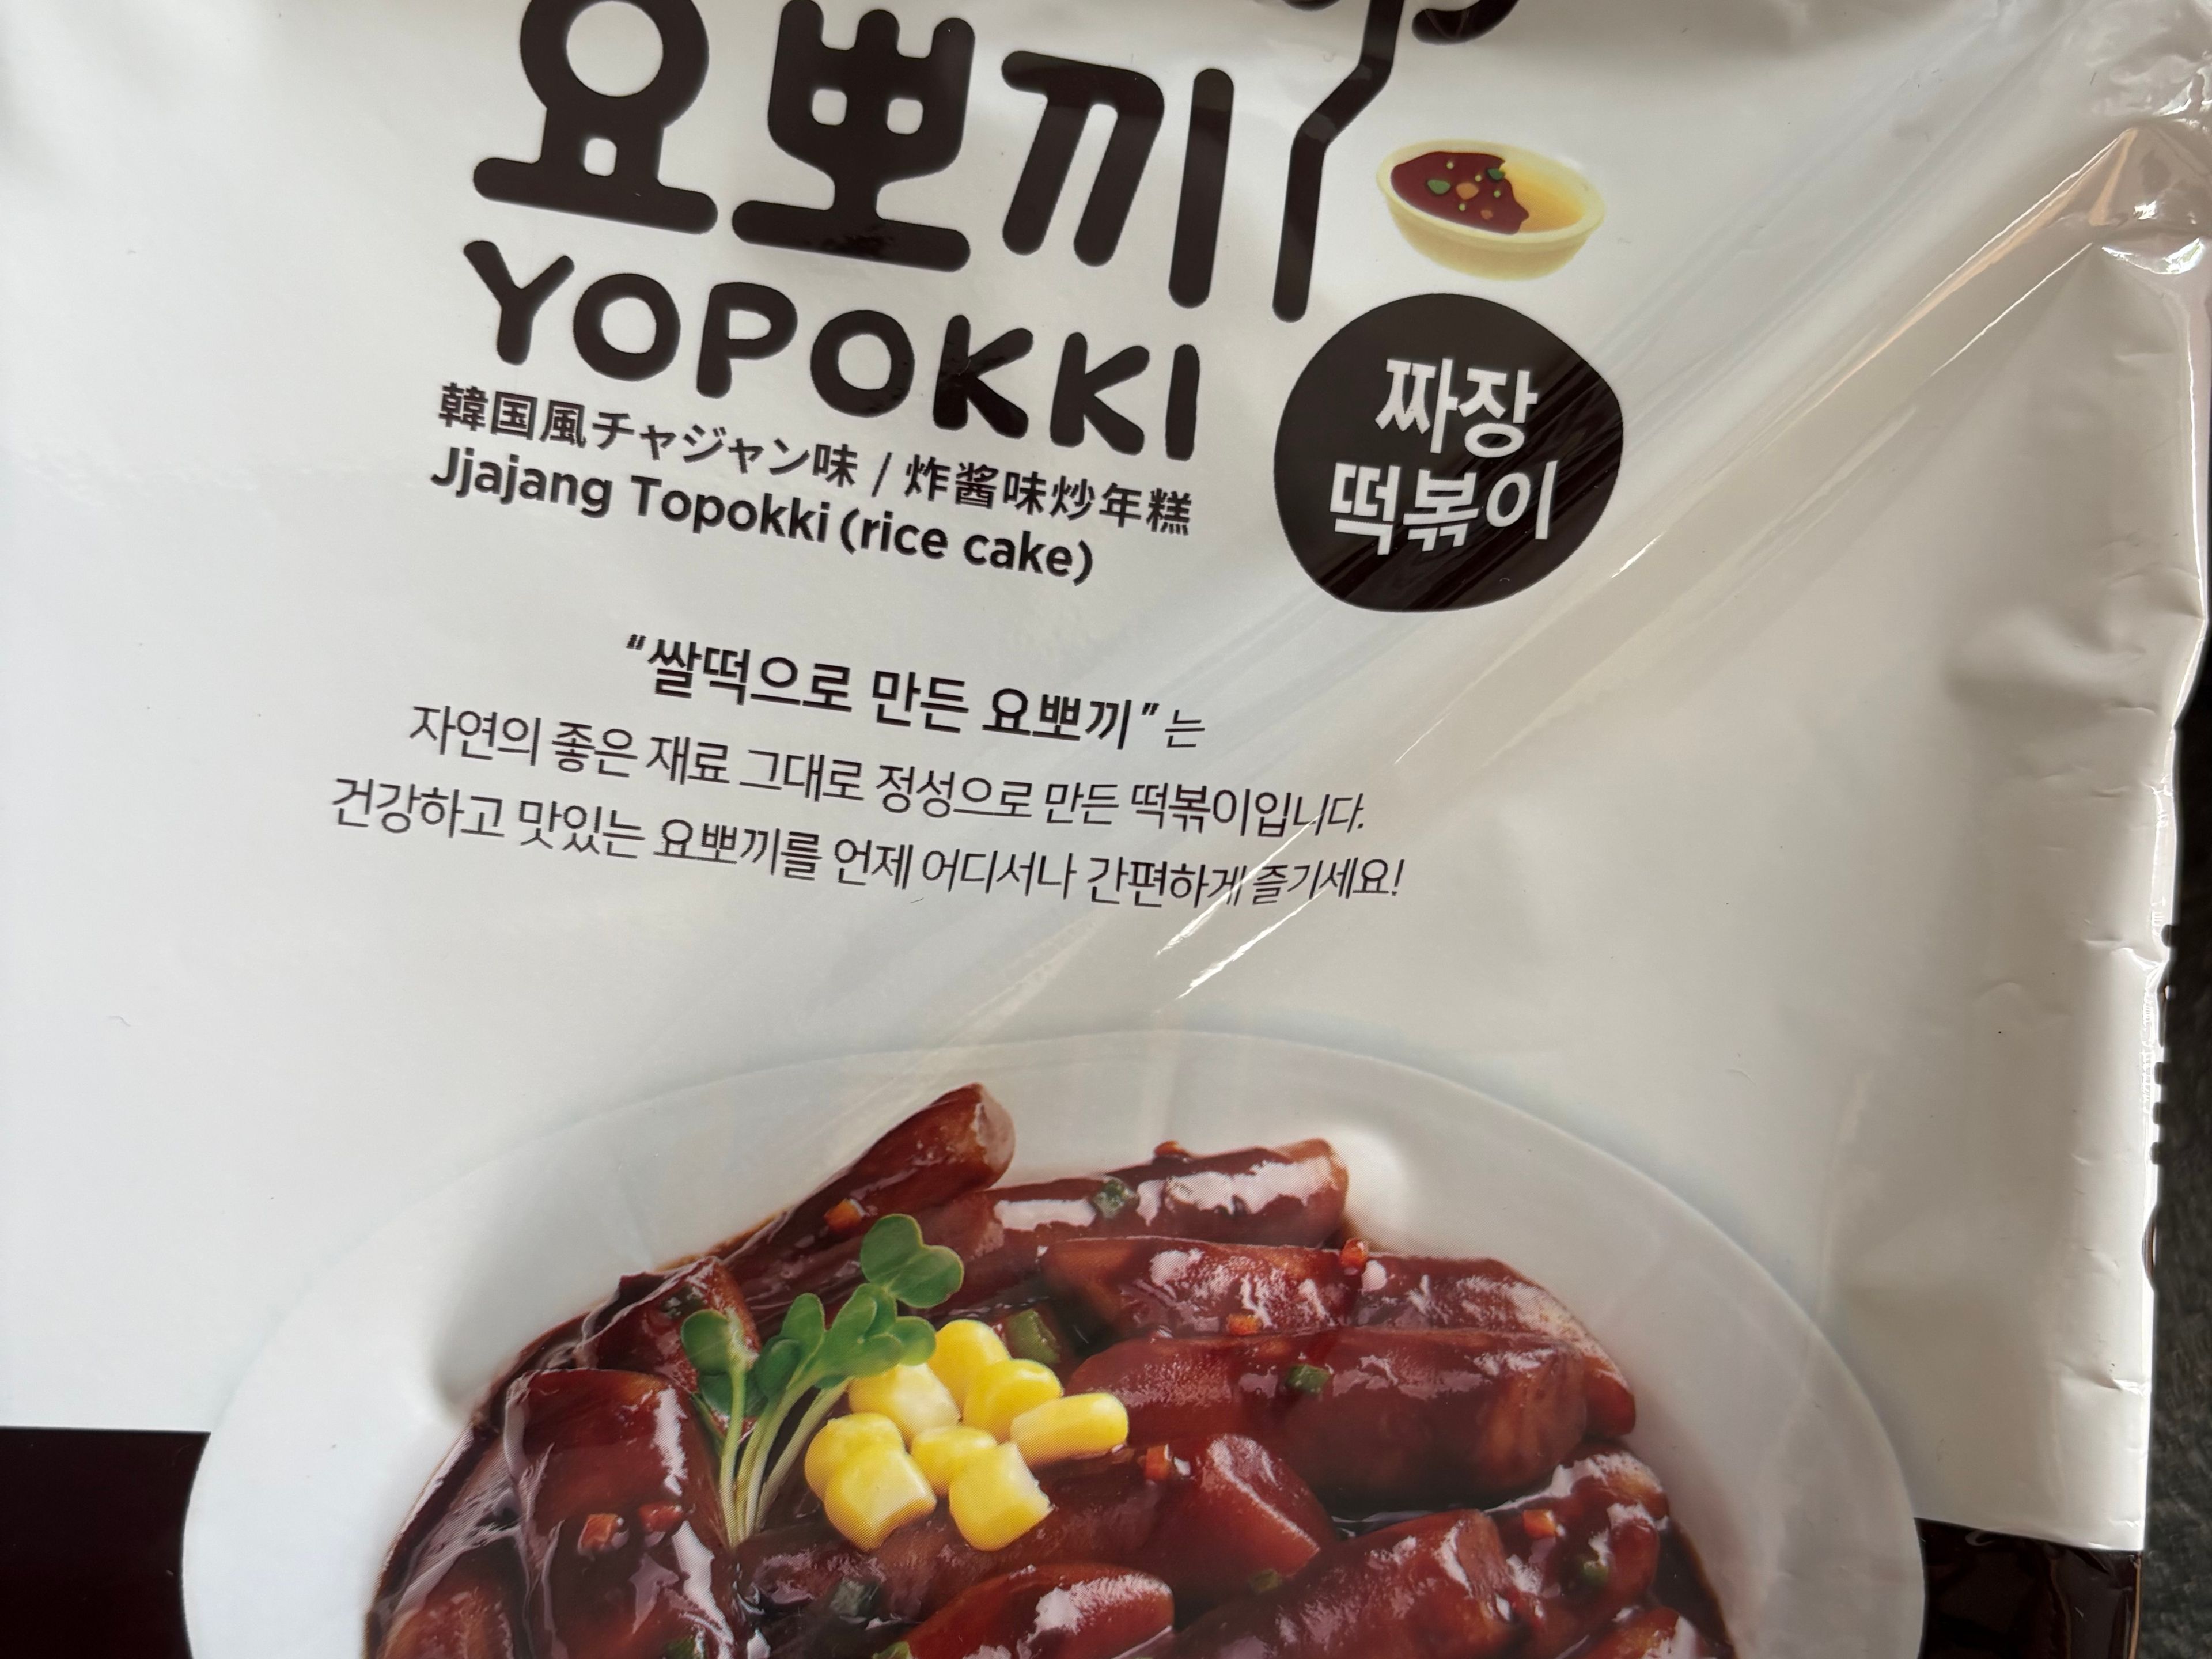 요뽀끼
YOPOKKI
韓国風チャジャン味 / 炸酱味炒年糕
Jjajang Topokki (rice cake)
짜장
떡볶이
“쌀떡으로 만든 요뽀끼”는
자연의 좋은 재료 그대로 정성으로 만든 떡볶이입니다.
건강하고 맛있는 요뽀끼를 언제 어디서나 간편하게 즐기세요!